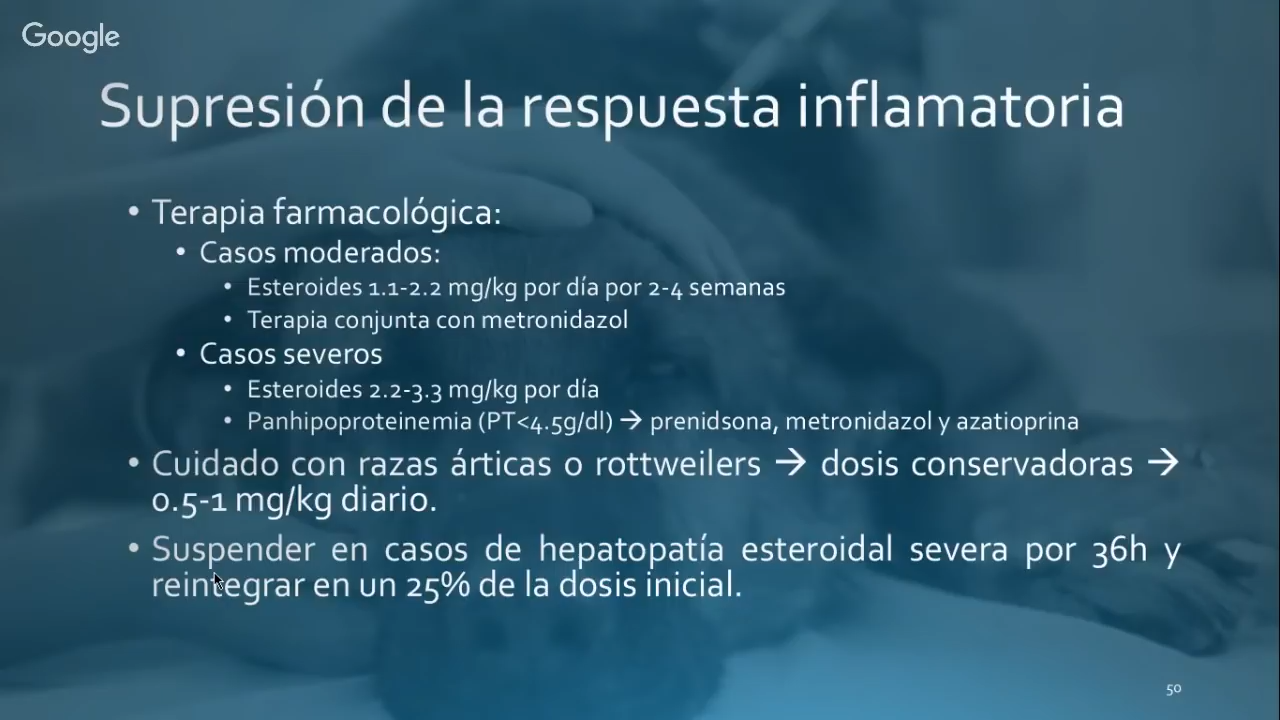 Google
Supresión de la respuesta inflamatoria
• Terapia farmacológica:
• Casos moderados:
• Esteroides 1.1-2.2 mg/kg por día por 2-4 semanas
• Terapia conjunta con metronidazol
• Casos severos
• Esteroides 2.2-3.3 mg/kg por día
• Panhipoproteinemia (PT<4.5g/dl) → prenidsona, metronidazol y azatioprina
• Cuidado con razas árticas o rottweilers → dosis conservadoras →
0.5-1 mg/kg diario.
• Suspender en casos de hepatopatía esteroidal severa por 36h y
reintegrar en un 25% de la dosis inicial.
50